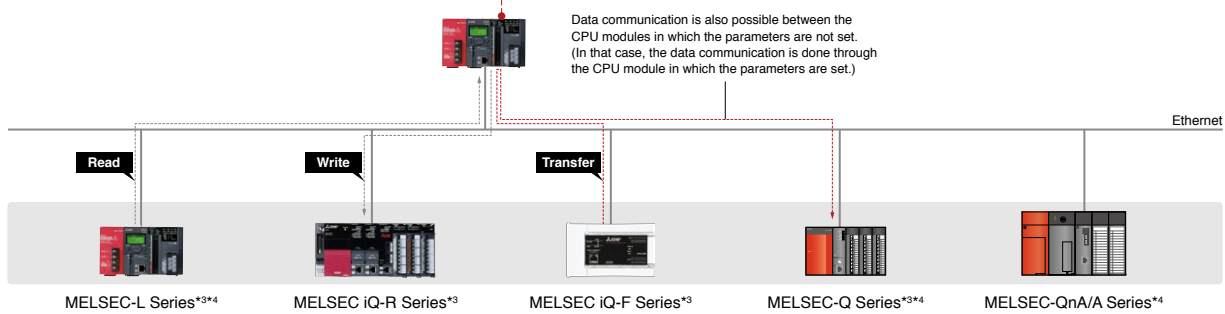 Data communication is also possible between the
CPU modules in which the parameters are not set.
(In that case, the data communication is done through
the CPU module in which the parameters are set.)
Ethernet
Read
Write
Transfer
MELSEC-L Series*3*4
MELSEC iQ-R Series*3
MELSEC iQ-F Series*3
MELSEC-Q Series*3*4
MELSEC-QnA/A Series*4